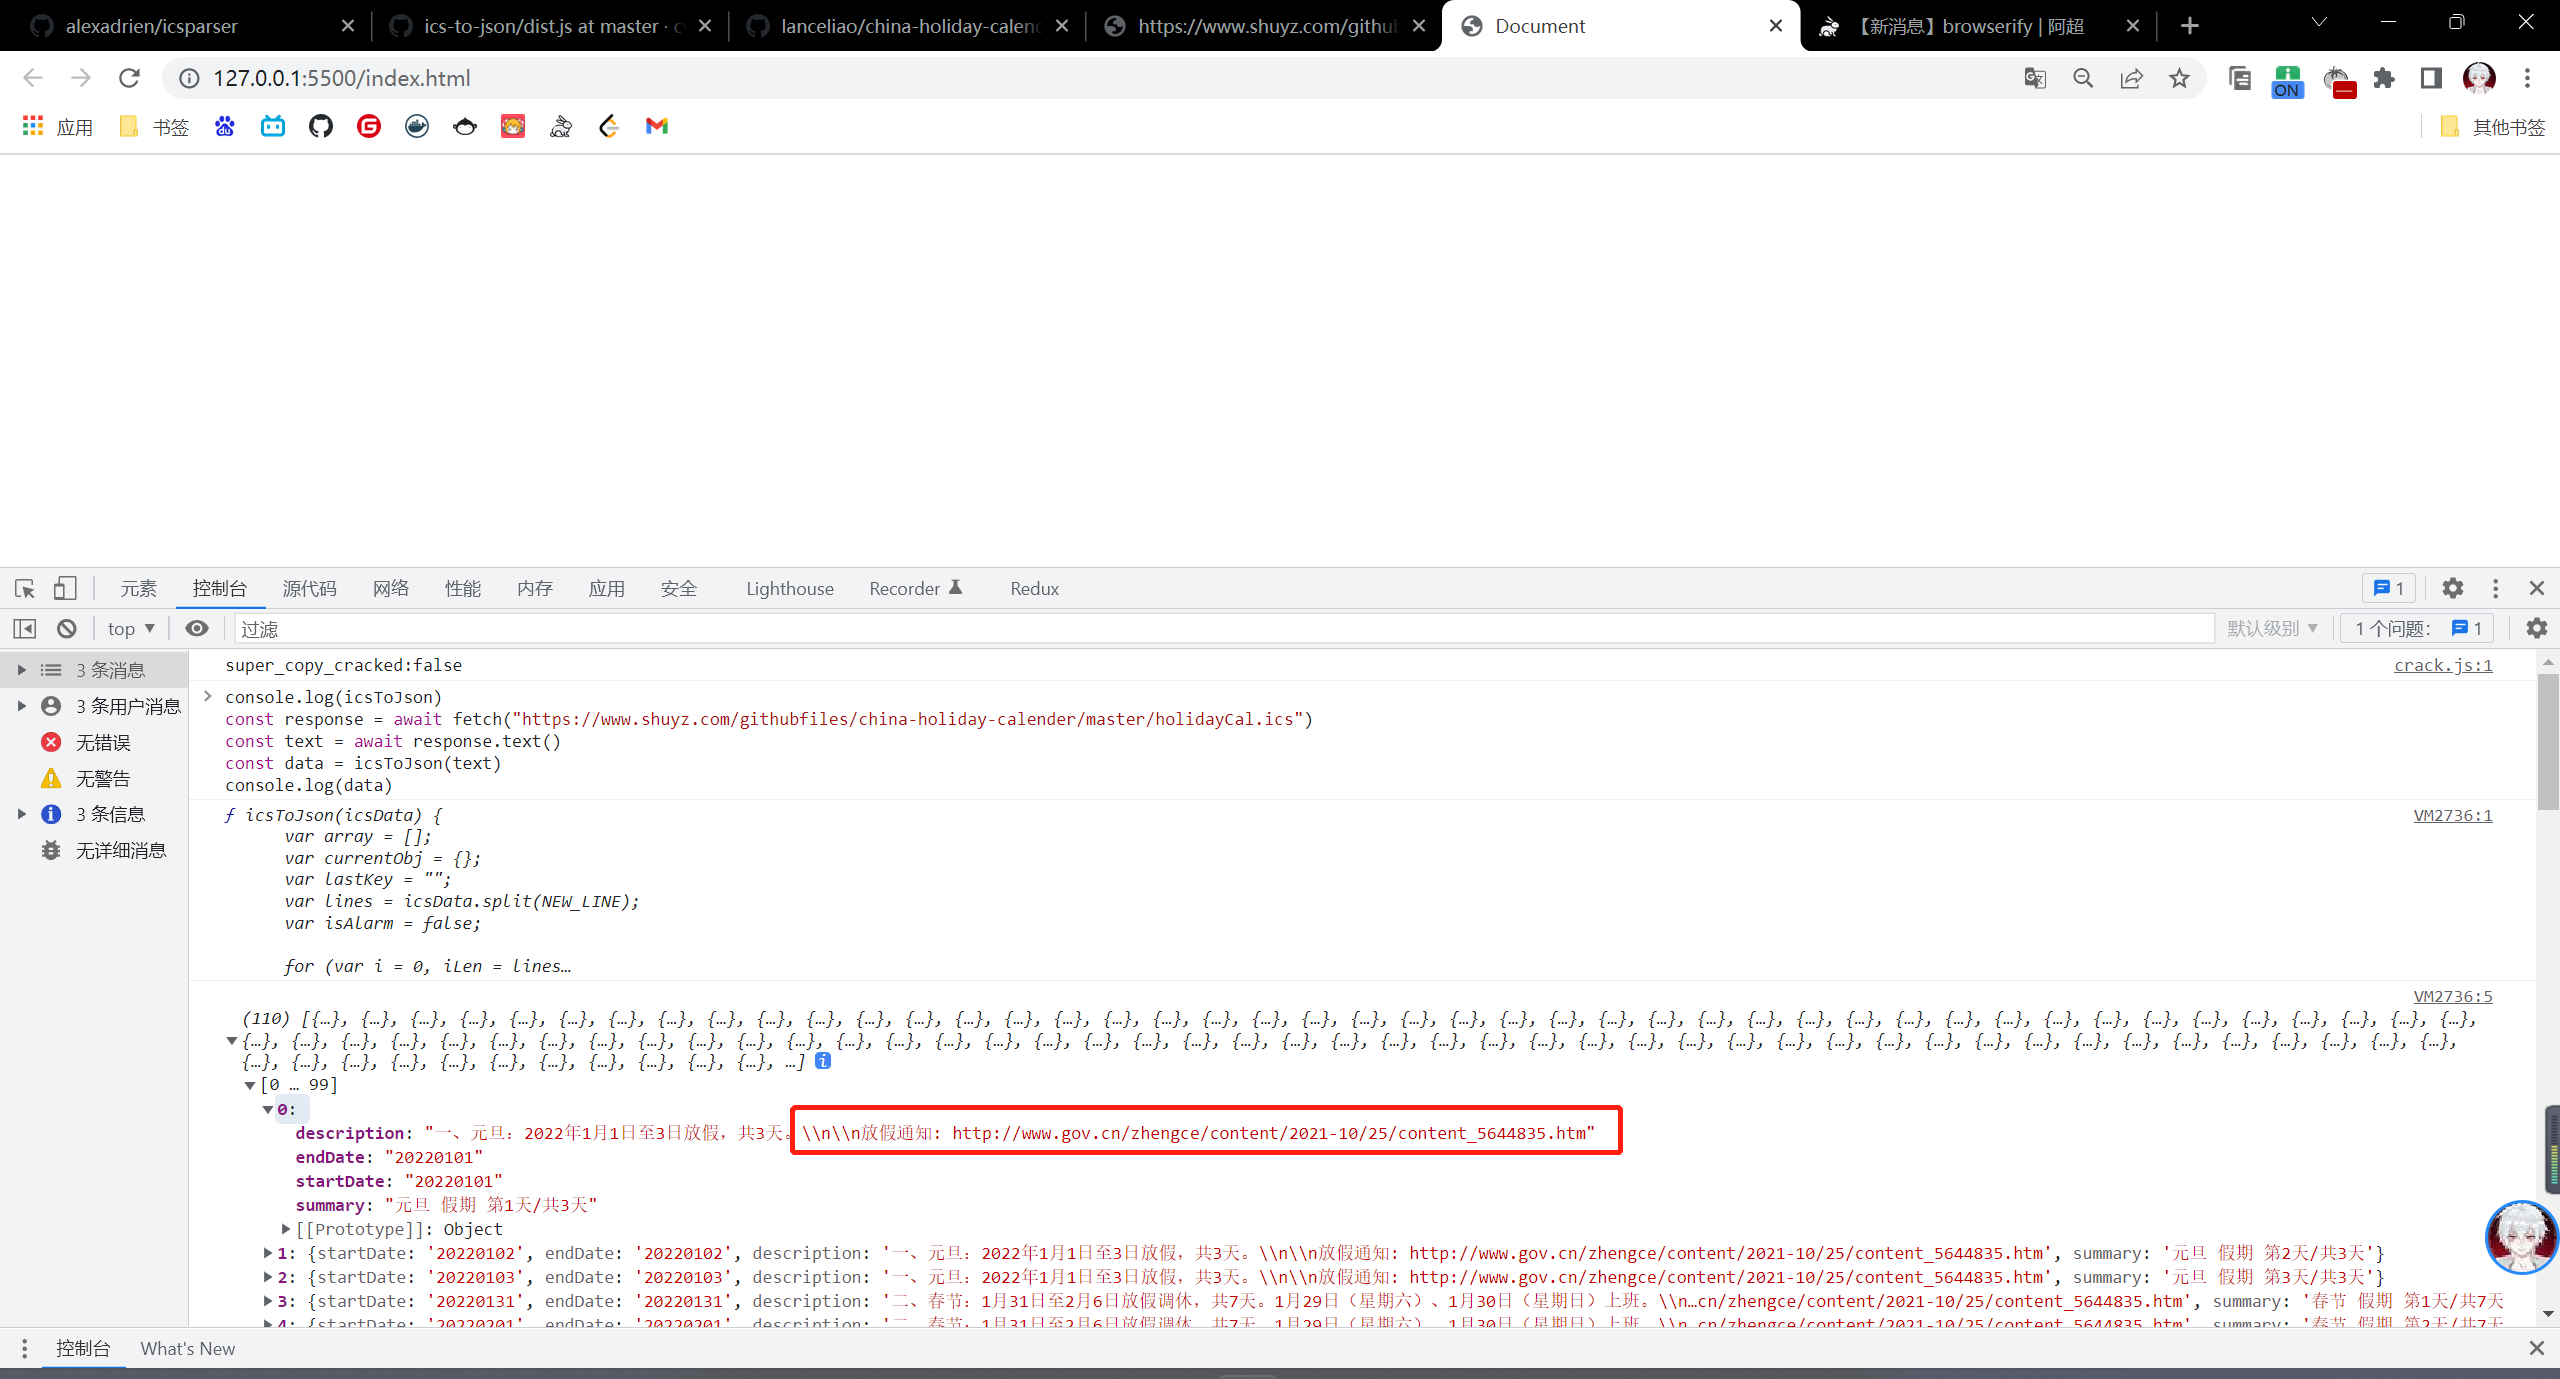 alexadrien/icsparser
ics-to-json/dist.js at master · c
lanceliao/china-holiday-calend
https://www.shuyz.com/githu
Document
【新消息】browserify | 阿超
127.0.0.1:5500/index.html
ON
应用
书签
其他书签
元素
控制台
源代码
网络
性能
内存
应用
安全
Lighthouse
Recorder
Redux
1
top
过滤
默认级别
1 个问题:
1
3 条消息
3 条用户消息
无错误
无警告
3 条信息
无详细消息
super_copy_cracked:false
crack.js:1
console.log(icsToJson)
const response = await fetch("https://www.shuyz.com/githubfiles/china-holiday-calender/master/holidayCal.ics")
const text = await response.text()
const data = icsToJson(text)
console.log(data)
ƒ icsToJson(icsData) {
VM2736:1
var array = [];
var currentObj = {};
var lastKey = "";
var lines = icsData.split(NEW_LINE);
var isAlarm = false;
for (var i = 0, iLen = lines…
VM2736:5
(110) [{…}, {…}, {…}, {…}, {…}, {…}, {…}, {…}, {…}, {…}, {…}, {…}, {…}, {…}, {…}, {…}, {…}, {…}, {…}, {…}, {…}, {…}, {…}, {…}, {…}, {…}, {…}, {…}, {…}, {…}, {…}, {…}, {…}, {…}, {…}, {…}, {…}, {…}, {…}, {…}, {…}, {…}, {…}, {…},
{…}, {…}, {…}, {…}, {…}, {…}, {…}, {…}, {…}, {…}, {…}, {…}, {…}, {…}, {…}, {…}, {…}, {…}, {…}, {…}, {…}, {…}, {…}, {…}, {…}, {…}, {…}, {…}, {…}, {…}, {…}, {…}, {…}, {…}, {…}, {…}, {…}, {…}, {…}, {…}, {…}, {…}, {…}, {…}, {…},
{…}, {…}, {…}, {…}, {…}, {…}, {…}, {…}, {…}, {…}, {…}, …]
[0 … 99]
0:
description: "一、元旦：2022年1月1日至3日放假，共3天。\\n\\n放假通知: http://www.gov.cn/zhengce/content/2021-10/25/content_5644835.htm"
endDate: "20220101"
startDate: "20220101"
summary: "元旦 假期 第1天/共3天"
[[Prototype]]: Object
1: {startDate: '20220102', endDate: '20220102', description: '一、元旦：2022年1月1日至3日放假，共3天。\\n\\n放假通知: http://www.gov.cn/zhengce/content/2021-10/25/content_5644835.htm', summary: '元旦 假期 第2天/共3天'}
2: {startDate: '20220103', endDate: '20220103', description: '一、元旦：2022年1月1日至3日放假，共3天。\\n\\n放假通知: http://www.gov.cn/zhengce/content/2021-10/25/content_5644835.htm', summary: '元旦 假期 第3天/共3天'}
3: {startDate: '20220131', endDate: '20220131', description: '二、春节：1月31日至2月6日放假调休，共7天。1月29日（星期六）、1月30日（星期日）上班。\\n…cn/zhengce/content/2021-10/25/content_5644835.htm', summary: '春节 假期 第1天/共7天
4: {startDate: '20220201', endDate: '20220201', description: '二、春节：1月31日至2月6日放假调休，共7天。1月29日（星期六）、1月30日（星期日）上班。\\n…cn/zhengce/content/2021-10/25/content_5644835.htm', summary: '春节 假期 第2天/共7天
控制台
What's New